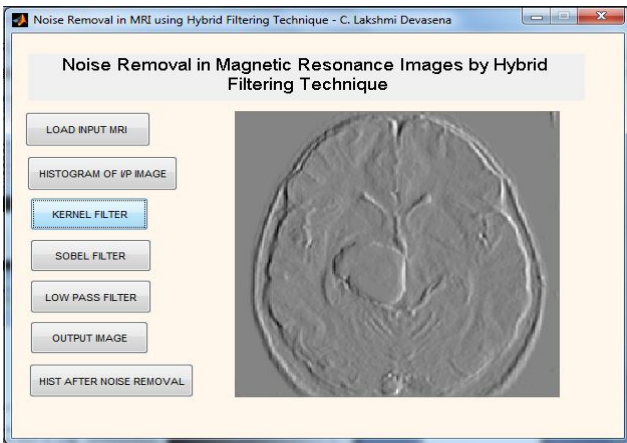 Noise Removal in MRI using Hybrid Filtering Technique - C. Lakshmi Devasena
Noise Removal in Magnetic Resonance Images by Hybrid
Filtering Technique
LOAD INPUT MRI
HISTOGRAM OF I/P IMAGE
KERNEL FILTER
SOBEL FILTER
LOW PASS FILTER
OUTPUT IMAGE
HIST AFTER NOISE REMOVAL